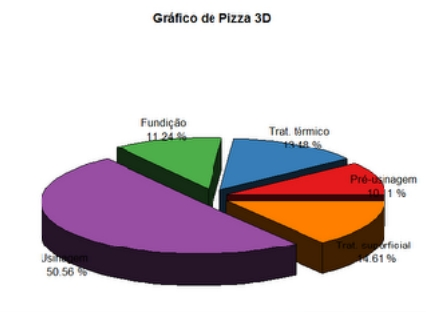 Gráfico de Pizza 3D
Fundição
11.24 %
Trat. térmico
13.48 %
Pré-usinagem
10.11 %
Trat. superficial
14.61 %
Usinagem
50.56 %